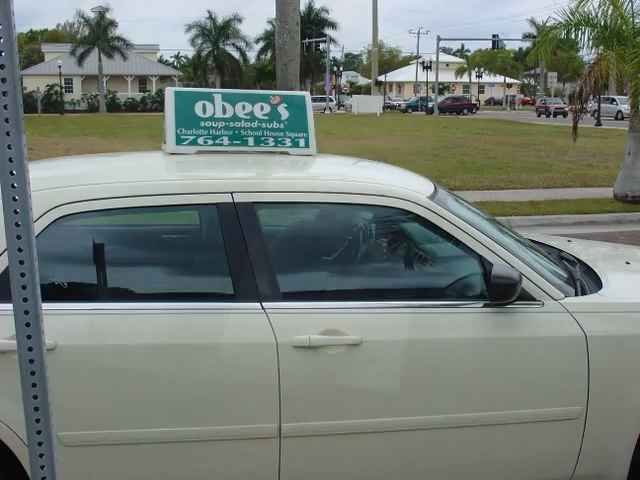 obee's
soup-salad-subs
Charlotte Harbor • School House Square
764-1331